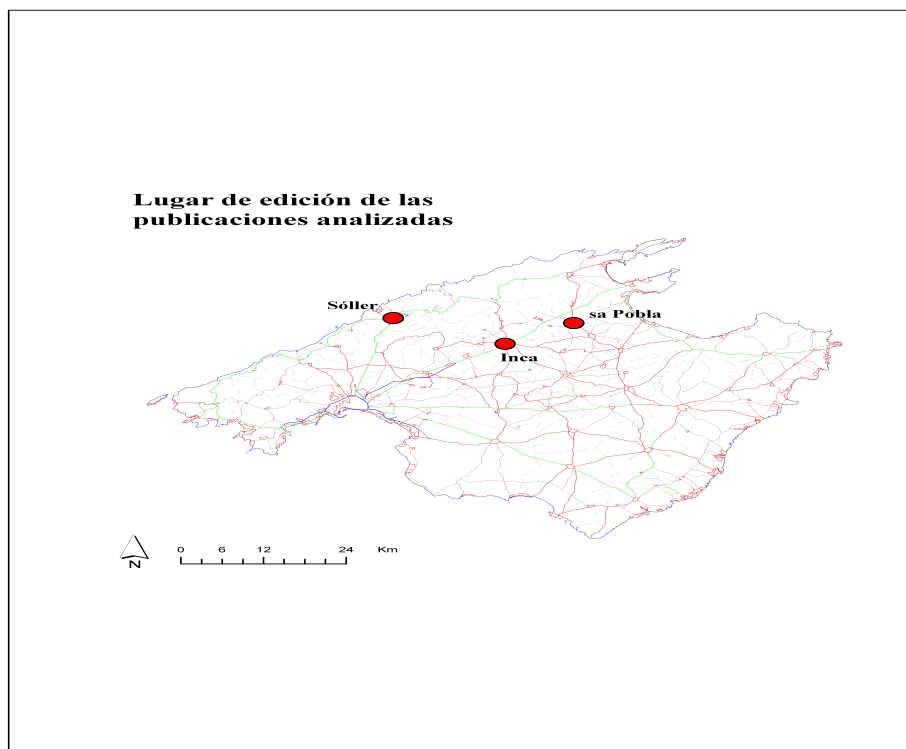 Lugar de edición de las
publicaciones analizadas
Sóller
sa Pobla
Inca
N
0 6 12 24 Km